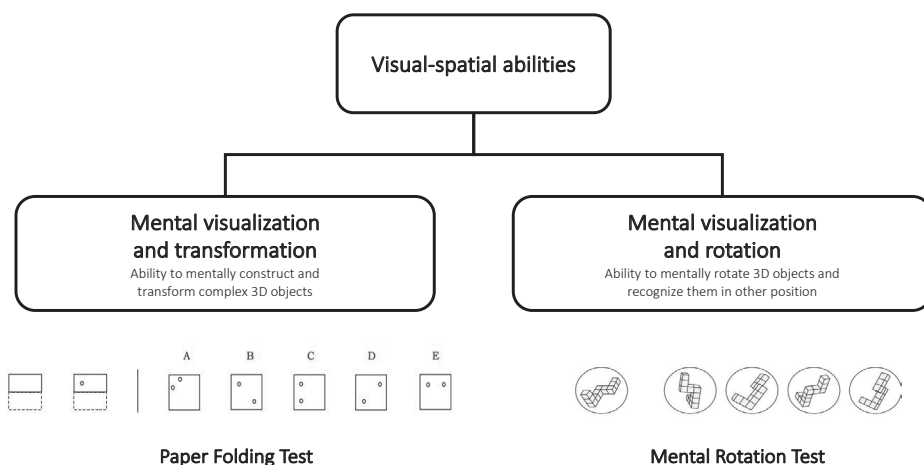 Visual-spatial abilities
Mental visualization
and transformation
Ability to mentally construct and
transform complex 3D objects
Mental visualization
and rotation
Ability to mentally rotate 3D objects and
recognize them in other position
A B C D E
Paper Folding Test
Mental Rotation Test